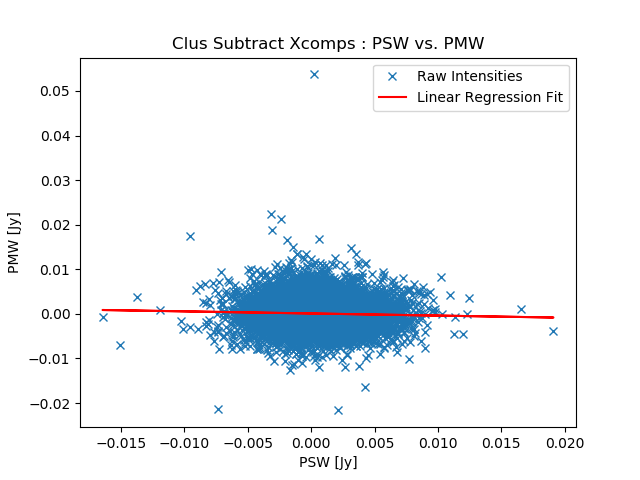 Clus Subtract Xcomps : PSW vs. PMW
Raw Intensities
Linear Regression Fit
PMW [Jy]
0.05
0.04
0.03
0.02
0.01
0.00
−0.01
−0.02
−0.015 −0.010 −0.005 0.000 0.005 0.010 0.015 0.020
PSW [Jy]